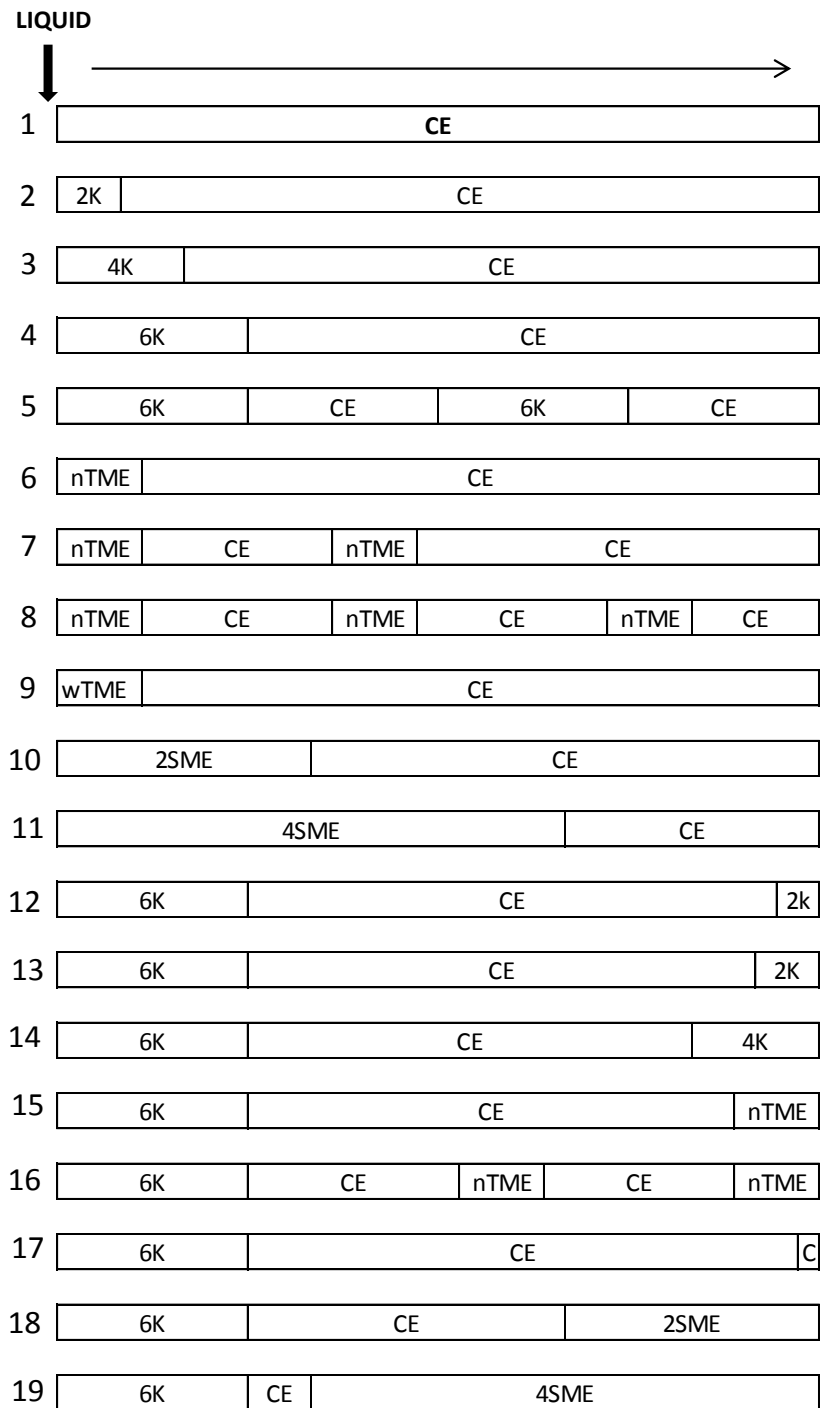 LIQUID
1 CE
2 2K CE
3 4K CE
4 6K CE
5 6K CE 6K CE
6 nTME CE
7 nTME CE nTME CE
8 nTME CE nTME CE nTME CE
9 wTME CE
10 2SME CE
11 4SME CE
12 6K CE 2k
13 6K CE 2K
14 6K CE 4K
15 6K CE nTME
16 6K CE nTME CE nTME
17 6K CE C
18 6K CE 2SME
19 6K CE 4SME